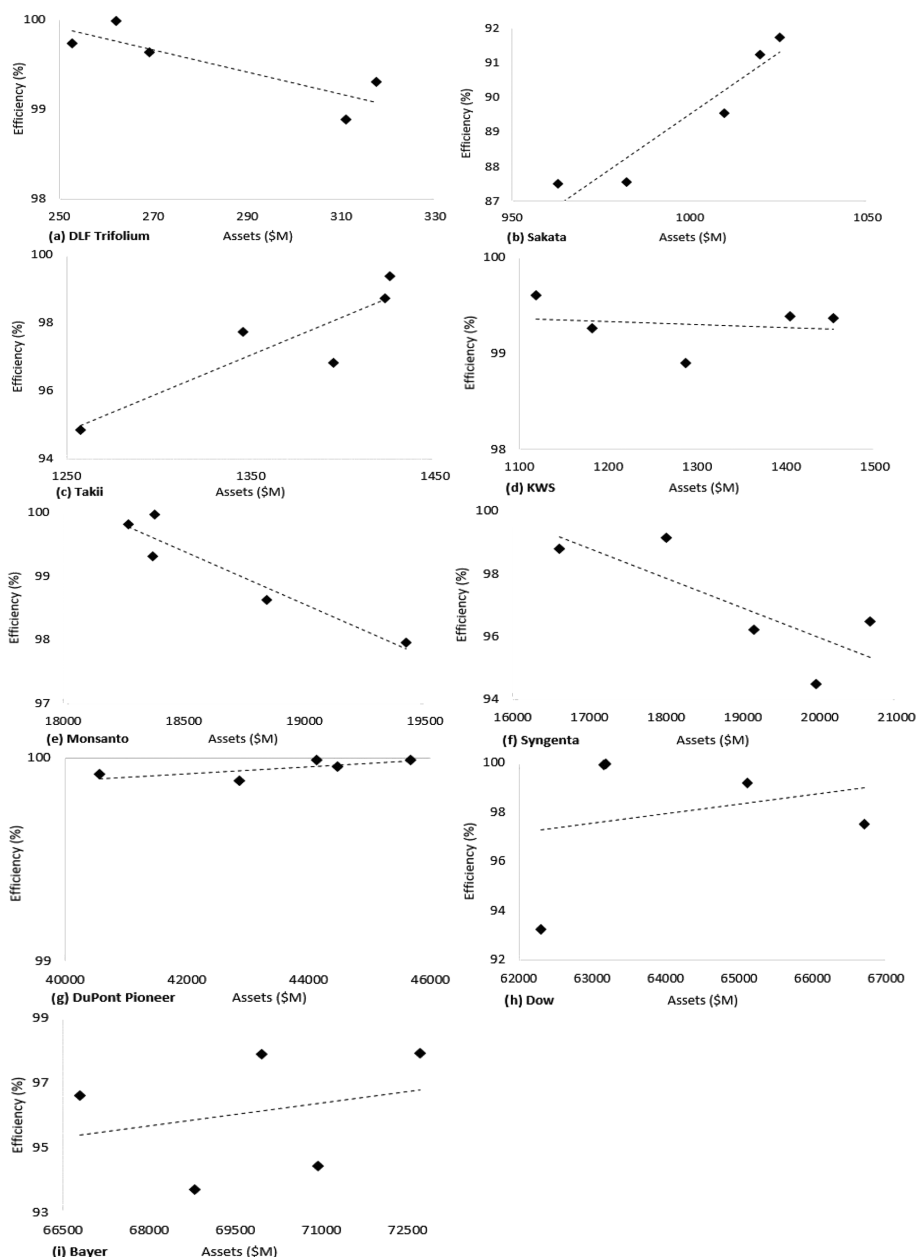 100
99
98
Efficiency (%)
250 270 290 310 330
(a) DLF Trifolium Assets ($M)
92
91
90
89
88
87
Efficiency (%)
950 1000 1050
(b) Sakata Assets ($M)
100
98
96
94
Efficiency (%)
1250 1350 1450
(c) Takii Assets ($M)
100
99
98
Efficiency (%)
1100 1200 1300 1400 1500
(d) KWS Assets ($M)
100
99
98
97
Efficiency (%)
18000 18500 19000 19500
(e) Monsanto Assets ($M)
100
98
96
94
Efficiency (%)
16000 17000 18000 19000 20000 21000
(f) Syngenta Assets ($M)
100
99
Efficiency (%)
40000 42000 44000 46000
(g) DuPont Pioneer Assets ($M)
100
98
96
94
92
Efficiency (%)
62000 63000 64000 65000 66000 67000
(h) Dow Assets ($M)
99
97
95
93
Efficiency (%)
66500 68000 69500 71000 72500
(i) Bayer Assets ($M)